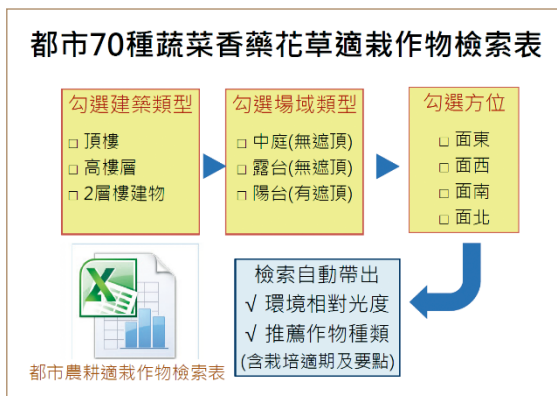 都市70種蔬菜香藥花草適栽作物檢索表
勾選建築類型
□ 頂樓
□ 高樓層
□ 2層樓建物
勾選場域類型
□ 中庭(無遮頂)
□ 露台(無遮頂)
□ 陽台(有遮頂)
勾選方位
□ 面東
□ 面西
□ 面南
□ 面北
檢索自動帶出
√ 環境相對光度
√ 推薦作物種類
(含栽培適期及要點)
都市農耕適栽作物檢索表